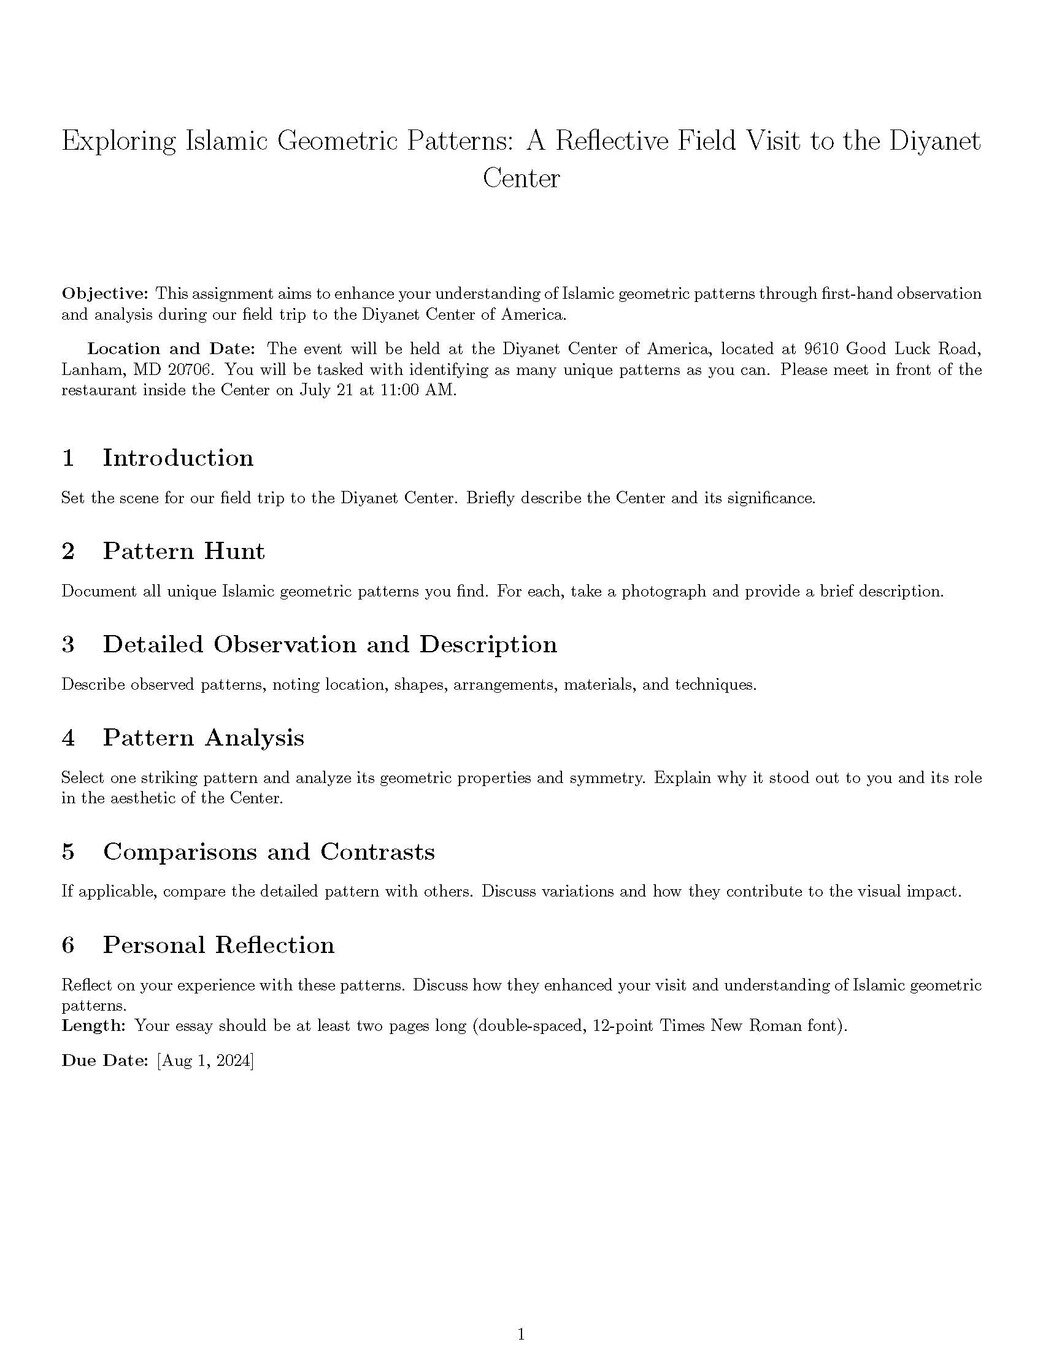 Exploring Islamic Geometric Patterns: A Reflective Field Visit to the Diyanet
Center
Objective: This assignment aims to enhance your understanding of Islamic geometric patterns through first-hand observation
and analysis during our field trip to the Diyanet Center of America.
Location and Date: The event will be held at the Diyanet Center of America, located at 9610 Good Luck Road,
Lanham, MD 20706. You will be tasked with identifying as many unique patterns as you can. Please meet in front of the
restaurant inside the Center on July 21 at 11:00 AM.
1 Introduction
Set the scene for our field trip to the Diyanet Center. Briefly describe the Center and its significance.
2 Pattern Hunt
Document all unique Islamic geometric patterns you find. For each, take a photograph and provide a brief description.
3 Detailed Observation and Description
Describe observed patterns, noting location, shapes, arrangements, materials, and techniques.
4 Pattern Analysis
Select one striking pattern and analyze its geometric properties and symmetry. Explain why it stood out to you and its role
in the aesthetic of the Center.
5 Comparisons and Contrasts
If applicable, compare the detailed pattern with others. Discuss variations and how they contribute to the visual impact.
6 Personal Reflection
Reflect on your experience with these patterns. Discuss how they enhanced your visit and understanding of Islamic geometric
patterns.
Length: Your essay should be at least two pages long (double-spaced, 12-point Times New Roman font).
Due Date: [Aug 1, 2024]
1